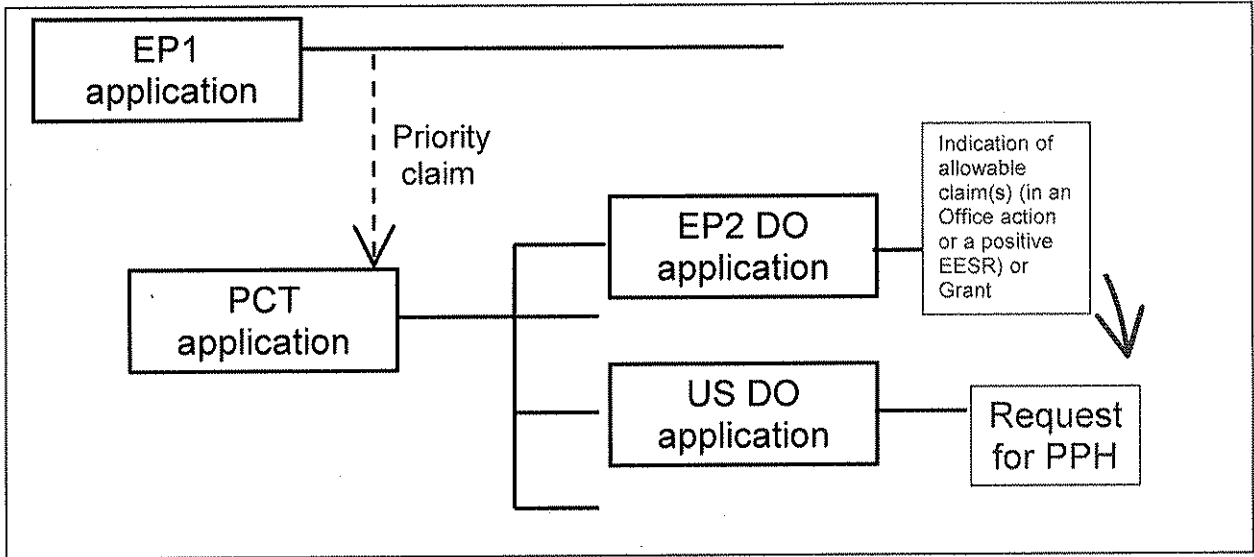 EP1
application
Priority
claim
PCT
application
EP2 DO
application
Indication of
allowable
claim(s) (in an
Office action
or a positive
EESR) or
Grant
US DO
application
Request
for PPH